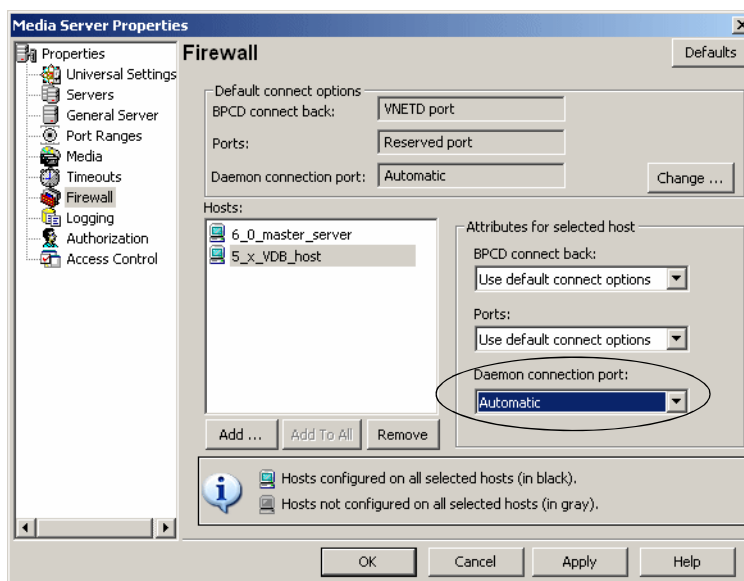 Media Server Properties
Properties
Universal Settings
Servers
General Server
Port Ranges
Media
Timeouts
Firewall
Logging
Authorization
Access Control
Firewall
Defaults
Default connect options
BPCD connect back: VNETD port
Ports: Reserved port
Daemon connection port: Automatic
Change ...
Hosts:
6_0_master_server
5_x_VDB_host
Add ... Add To All Remove
Attributes for selected host
BPCD connect back:
Use default connect options
Ports:
Use default connect options
Daemon connection port:
Automatic
Hosts configured on all selected hosts (in black).
Hosts not configured on all selected hosts (in gray).
OK Cancel Apply Help